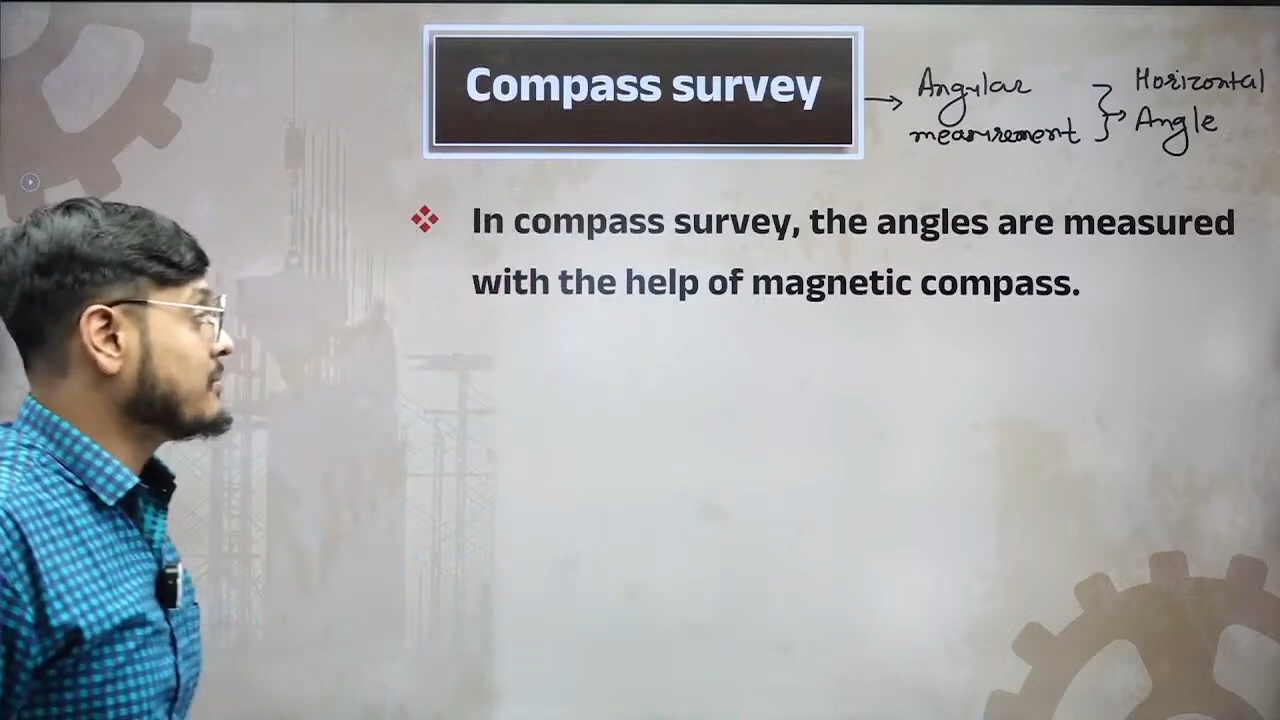 Compass survey
→ Angular
measurement
} → Horizontal
Angle
❖ In compass survey, the angles are measured
with the help of magnetic compass.